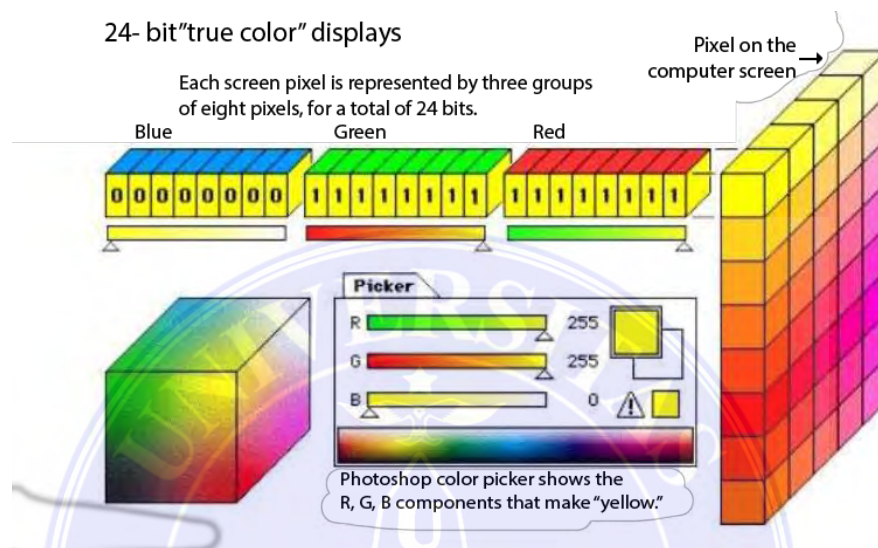 24- bit"true color" displays
Pixel on the
computer screen
Each screen pixel is represented by three groups
of eight pixels, for a total of 24 bits.
Blue Green Red
0 0 0 0 0 0 0 0 1 1 1 1 1 1 1 1 1 1 1 1 1 1 1 1
Picker
R 255
G 255
B 0
Photoshop color picker shows the
R, G, B components that make "yellow."
UNIVERSITAS